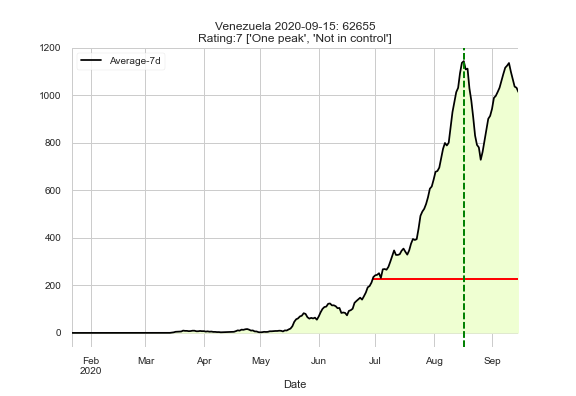 Venezuela 2020-09-15: 62655
Rating:7 ['One peak', 'Not in control']
1200
Average-7d
1000
800
600
400
200
0
Feb Mar Apr May Jun Jul Aug Sep
2020
Date